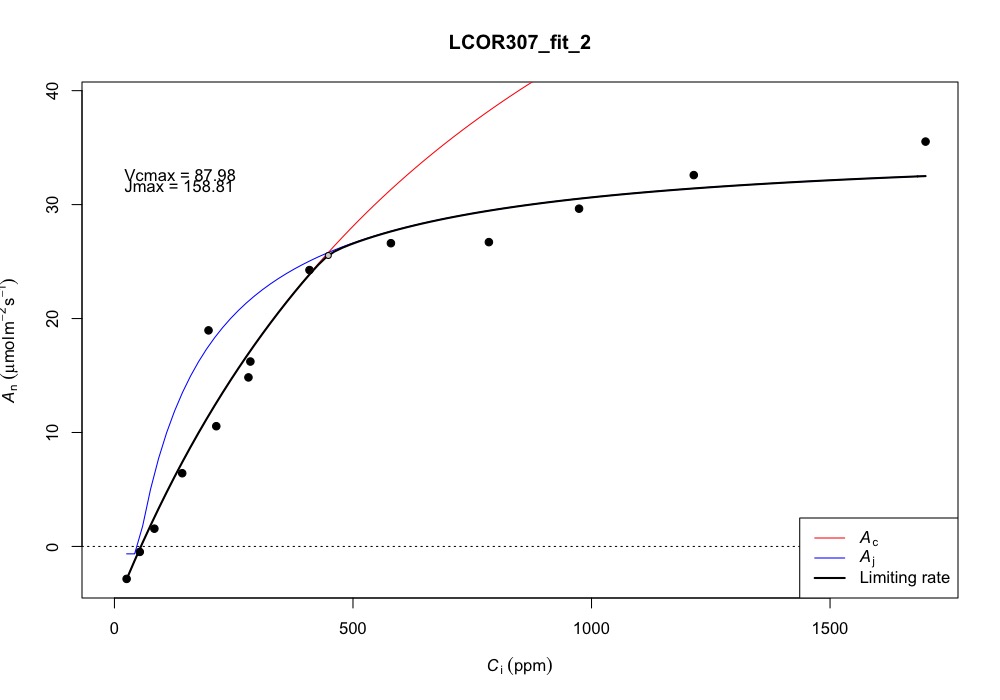 LCOR307_fit_2
40
30
20
10
0
Vcmax = 87.98
Jmax = 158.81
Aₙ (μmolm⁻²s⁻¹)
A꜀
Aⱼ
Limiting rate
0 500 1000 1500
Cᵢ (ppm)